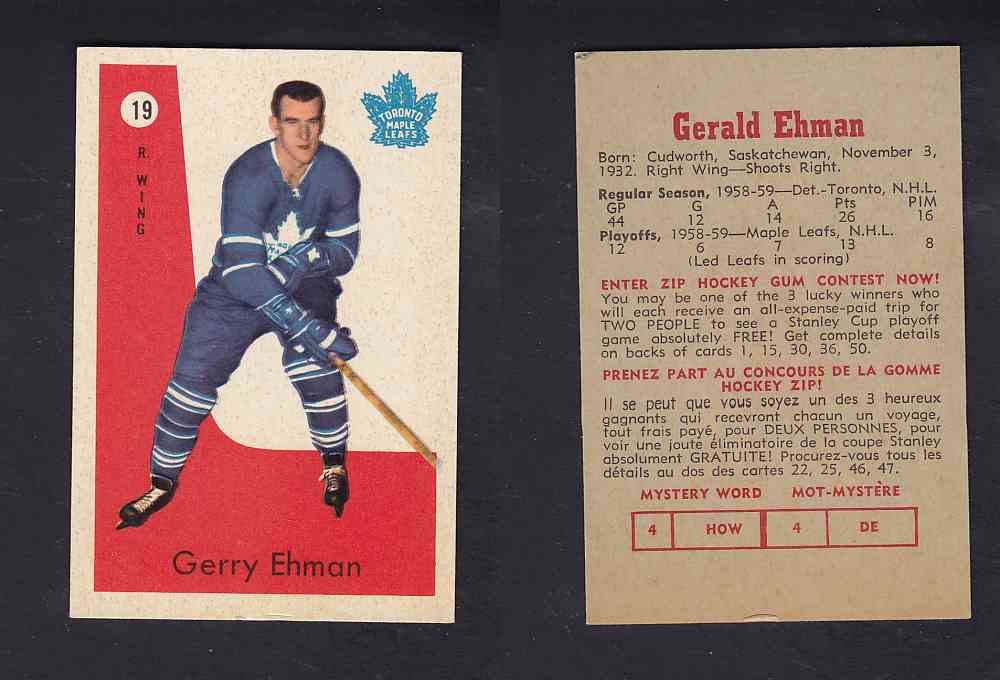 19
R. WING
TORONTO
MAPLE
LEAFS
Gerry Ehman
Gerald Ehman
Born: Cudworth, Saskatchewan, November 3,
1932. Right Wing—Shoots Right.
Regular Season, 1958-59—Det.-Toronto, N.H.L.
GP G A Pts PIM
44 12 14 26 16
Playoffs, 1958-59—Maple Leafs, N.H.L.
12 6 7 13 8
(Led Leafs in scoring)
ENTER ZIP HOCKEY GUM CONTEST NOW!
You may be one of the 3 lucky winners who
will each receive an all-expense-paid trip for
TWO PEOPLE to see a Stanley Cup playoff
game absolutely FREE! Get complete details
on backs of cards 1, 15, 30, 36, 50.
PRENEZ PART AU CONCOURS DE LA GOMME
HOCKEY ZIP!
Il se peut que vous soyez un des 3 heureux
gagnants qui recevront chacun un voyage,
tout frais payé, pour DEUX PERSONNES, pour
voir une joute éliminatoire de la coupe Stanley
absolument GRATUITE! Procurez-vous tous les
détails au dos des cartes 22, 25, 46, 47.
MYSTERY WORD MOT-MYSTÈRE
4 HOW 4 DE